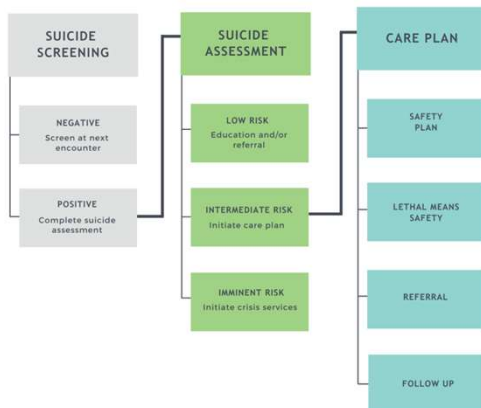 SUICIDE
SCREENING
NEGATIVE
Screen at next
encounter
POSITIVE
Complete suicide
assessment
SUICIDE
ASSESSMENT
LOW RISK
Education and/or
referral
INTERMEDIATE RISK
Initiate care plan
IMMINENT RISK
Initiate crisis services
CARE PLAN
SAFETY
PLAN
LETHAL MEANS
SAFETY
REFERRAL
FOLLOW UP